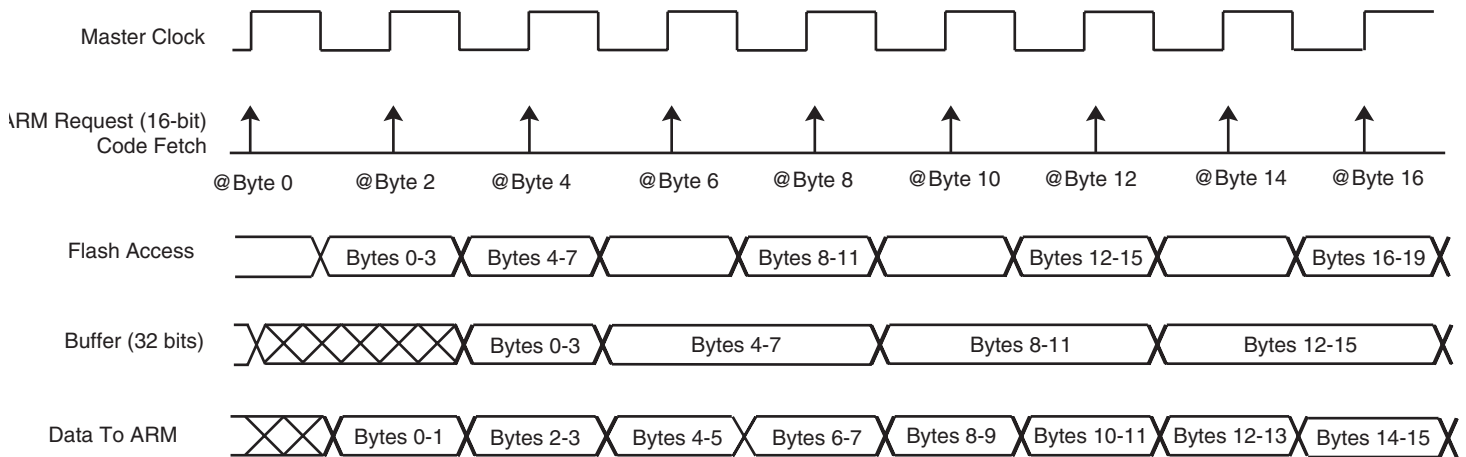 Master Clock
ARM Request (16-bit)
Code Fetch
@Byte 0 @Byte 2 @Byte 4 @Byte 6 @Byte 8 @Byte 10 @Byte 12 @Byte 14 @Byte 16
Flash Access Bytes 0-3 Bytes 4-7 Bytes 8-11 Bytes 12-15 Bytes 16-19
Buffer (32 bits) Bytes 0-3 Bytes 4-7 Bytes 8-11 Bytes 12-15
Data To ARM Bytes 0-1 Bytes 2-3 Bytes 4-5 Bytes 6-7 Bytes 8-9 Bytes 10-11 Bytes 12-13 Bytes 14-15